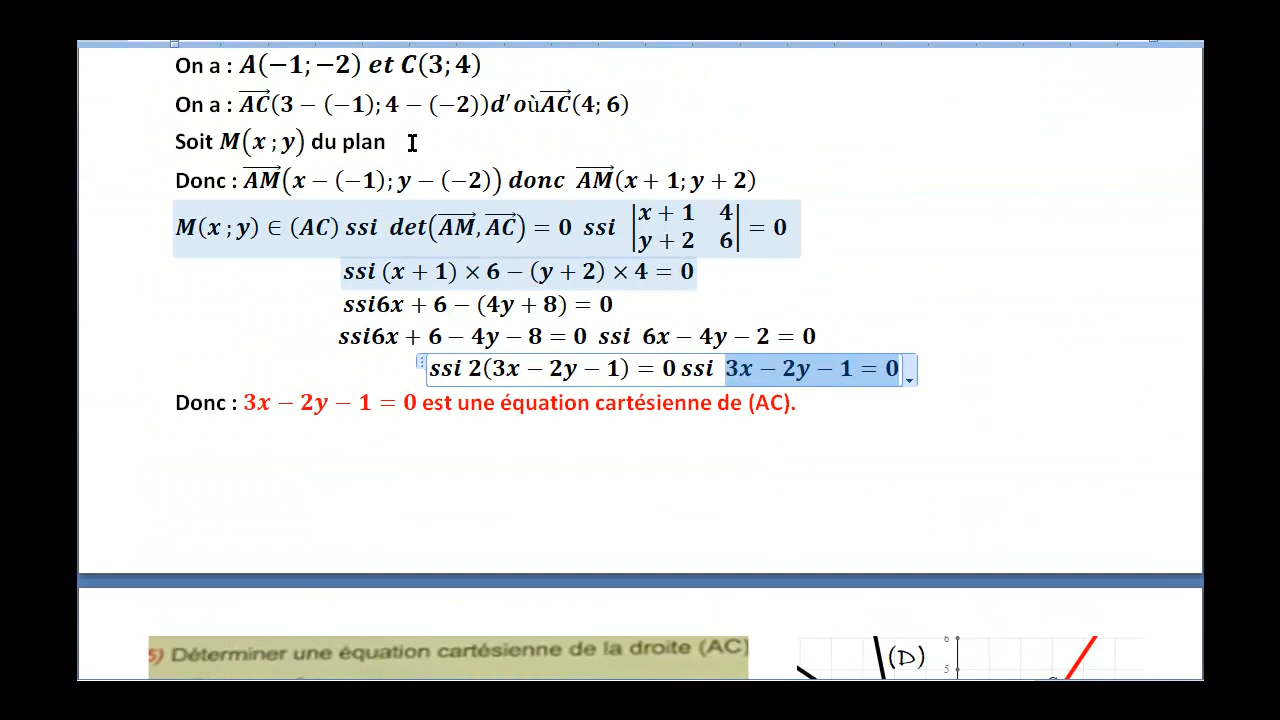 On a : A(−1; −2) et C(3; 4)
On a : AC⃗(3 − (−1); 4 − (−2))d′oùAC⃗(4; 6)
Soit M(x ; y) du plan
Donc : AM⃗(x − (−1); y − (−2)) donc AM⃗(x + 1; y + 2)
M(x ; y) ∈ (AC) ssi det(AM⃗, AC⃗) = 0 ssi |x + 1 4 y + 2 6| = 0
ssi (x + 1) × 6 − (y + 2) × 4 = 0
ssi6x + 6 − (4y + 8) = 0
ssi6x + 6 − 4y − 8 = 0 ssi 6x − 4y − 2 = 0
ssi 2(3x − 2y − 1) = 0 ssi 3x − 2y − 1 = 0
Donc : 3x − 2y − 1 = 0 est une équation cartésienne de (AC).
5) Déterminer une équation cartésienne de la droite (AC)
(D)
6
5